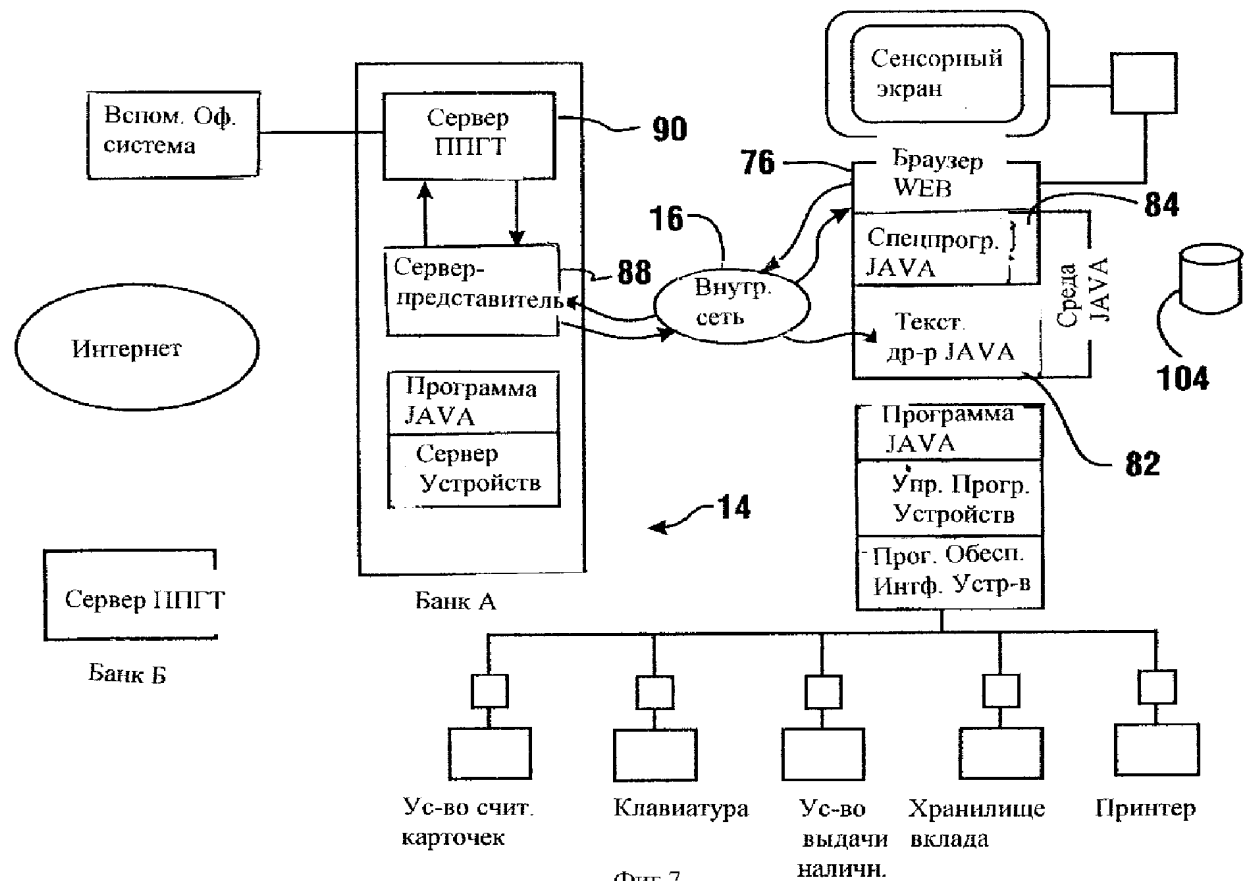 Сенсорный
экран
Вспом. Оф.
система
Сервер
ППГТ
90
76
Браузер
WEB
16
84
Спецпрогр.
JAVA
Сервер-
представитель
88
Внутр.
сеть
Среда
JAVA
Текст.
др-р JAVA
104
Интернет
Программа
JAVA
Сервер
Устройств
Программа
JAVA
82
Упр. Прогр.
Устройств
14
Прог. Обесп.
Интф. Устр-в
Сервер ППГТ
Банк А
Банк Б
Ус-во счит.
карточек
Клавиатура
Ус-во
выдачи
наличн.
Хранилище
вклада
Принтер
Фиг.7